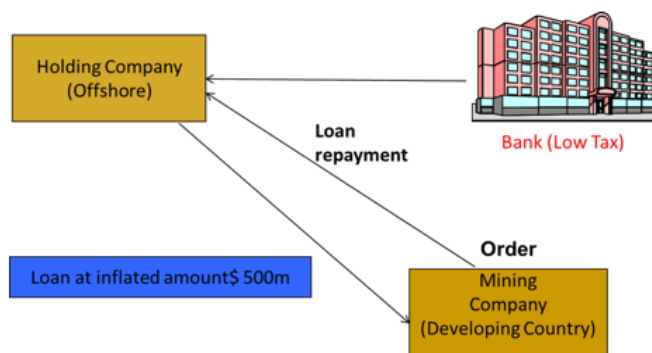 Holding Company
(Offshore)
Bank (Low Tax)
Loan
repayment
Order
Loan at inflated amount$ 500m
Mining
Company
(Developing Country)